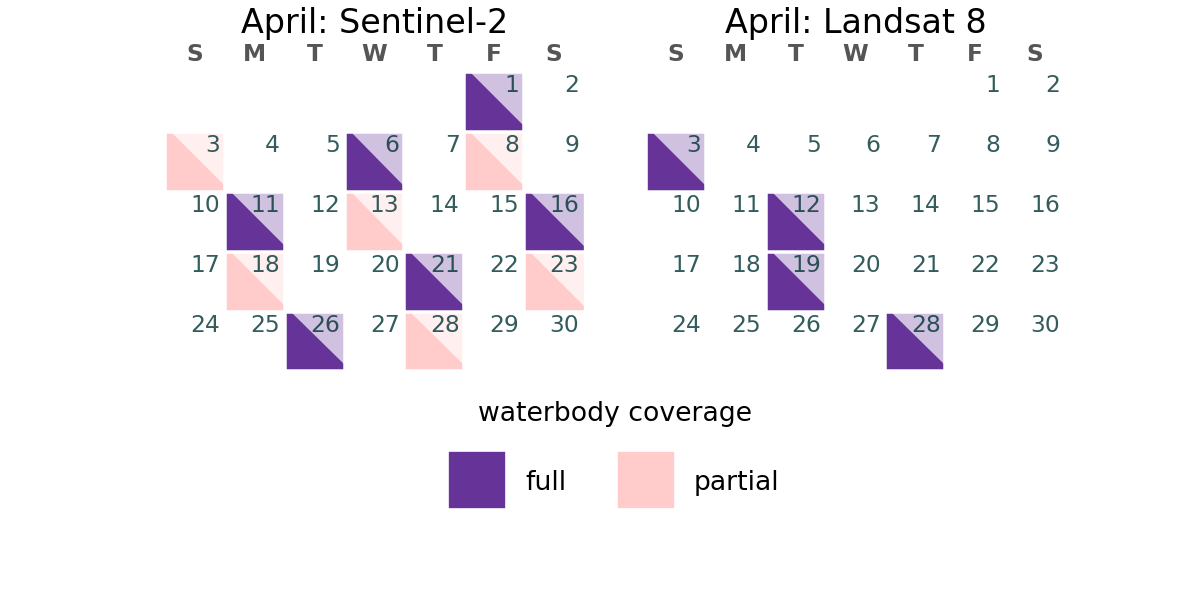 April: Sentinel-2
S M T W T F S
1 2
3 4 5 6 7 8 9
10 11 12 13 14 15 16
17 18 19 20 21 22 23
24 25 26 27 28 29 30
April: Landsat 8
S M T W T F S
1 2
3 4 5 6 7 8 9
10 11 12 13 14 15 16
17 18 19 20 21 22 23
24 25 26 27 28 29 30
waterbody coverage
full partial